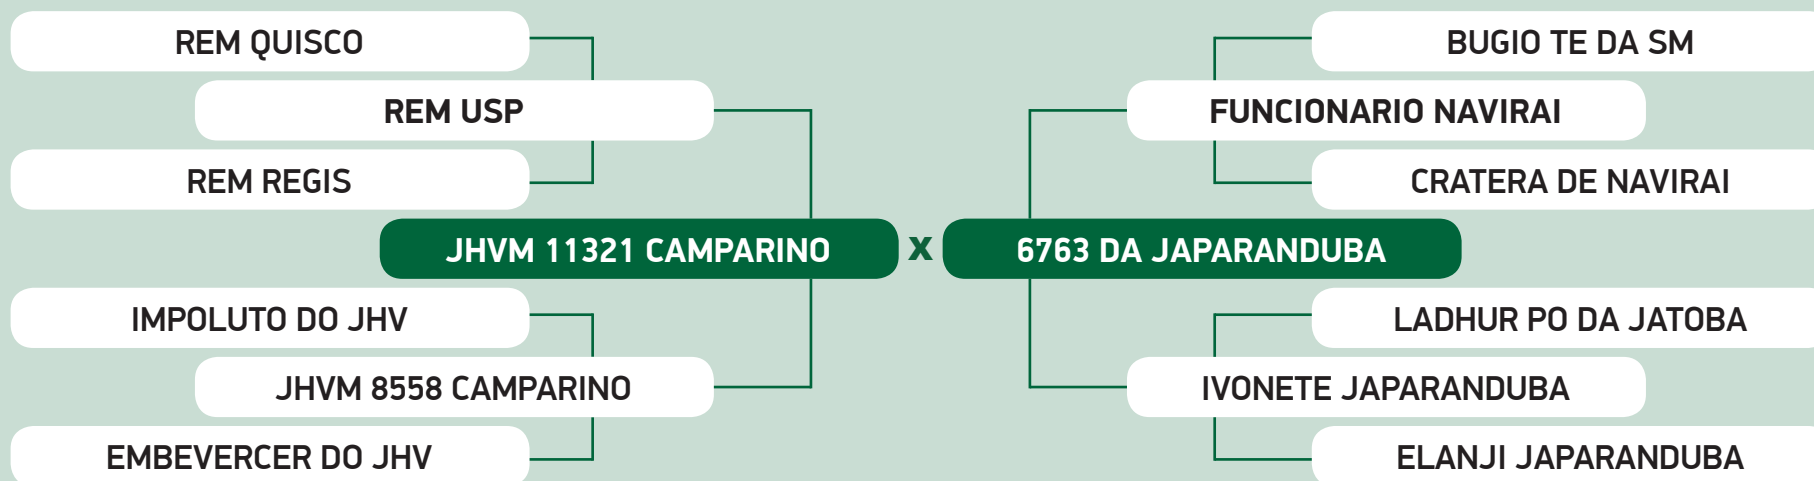 REM QUISCO
BUGIO TE DA SM
REM USP
FUNCIONARIO NAVIRAI
REM REGIS
CRATERA DE NAVIRAI
JHVM 11321 CAMPARINO X 6763 DA JAPARANDUBA
IMPOLUTO DO JHV
LADHUR PO DA JATOBA
JHVM 8558 CAMPARINO
IVONETE JAPARANDUBA
EMBEVERCER DO JHV
ELANJI JAPARANDUBA